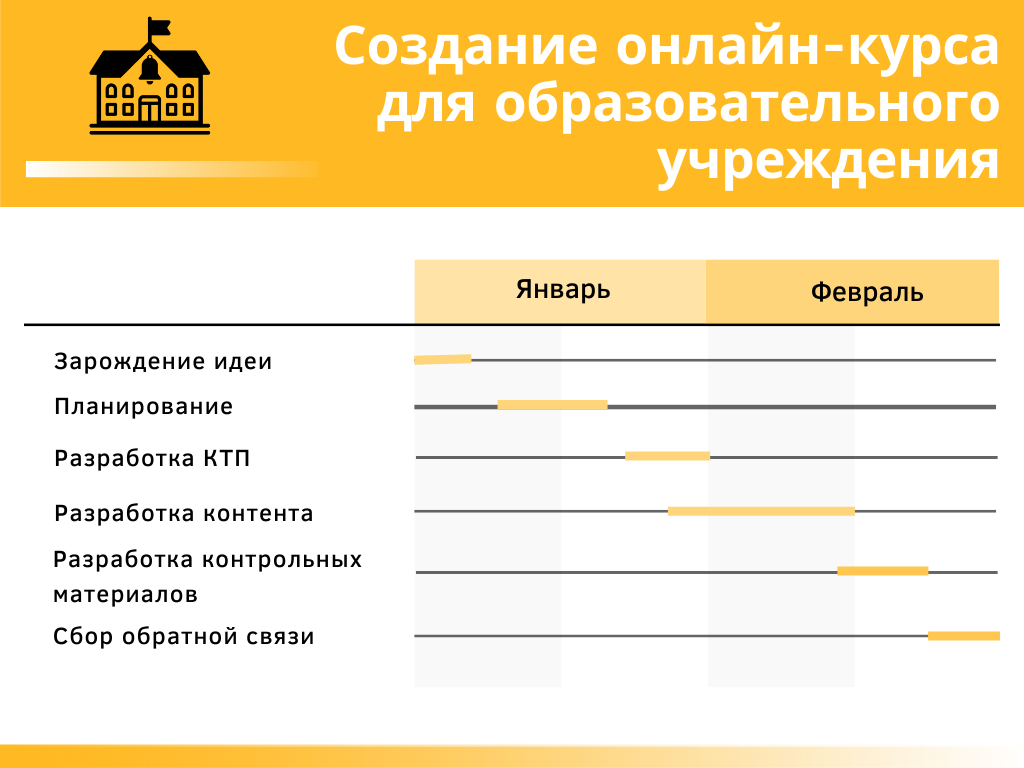 Создание онлайн-курса
для образовательного
учреждения
Январь
Февраль
Зарождение идеи
Планирование
Разработка КТП
Разработка контента
Разработка контрольных
материалов
Сбор обратной связи